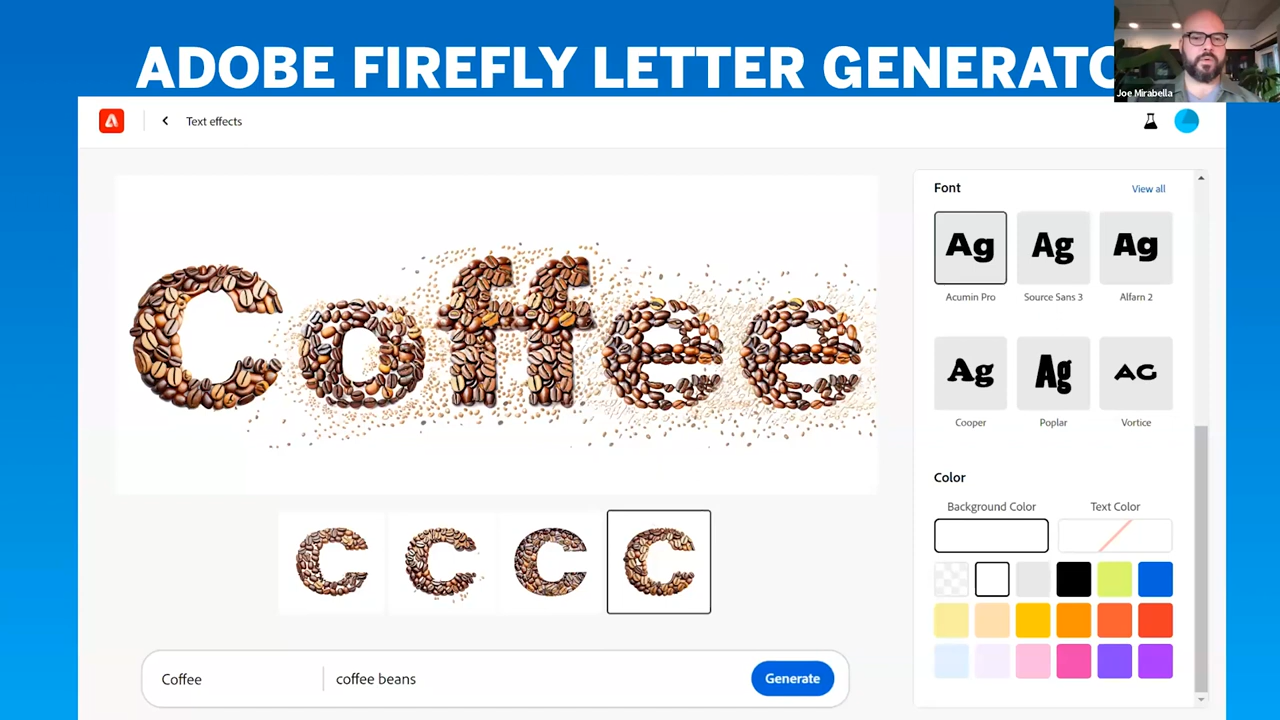 ADOBE FIREFLY LETTER GENERATO
Joe Mirabella
Text effects
Font
View all
Coffee
Ag
Ag
Ag
Acumin Pro
Source Sans 3
Alfarn 2
Ag
Ag
AG
Cooper
Poplar
Vortice
Color
Background Color
Text Color
C
C
C
C
Coffee
coffee beans
Generate